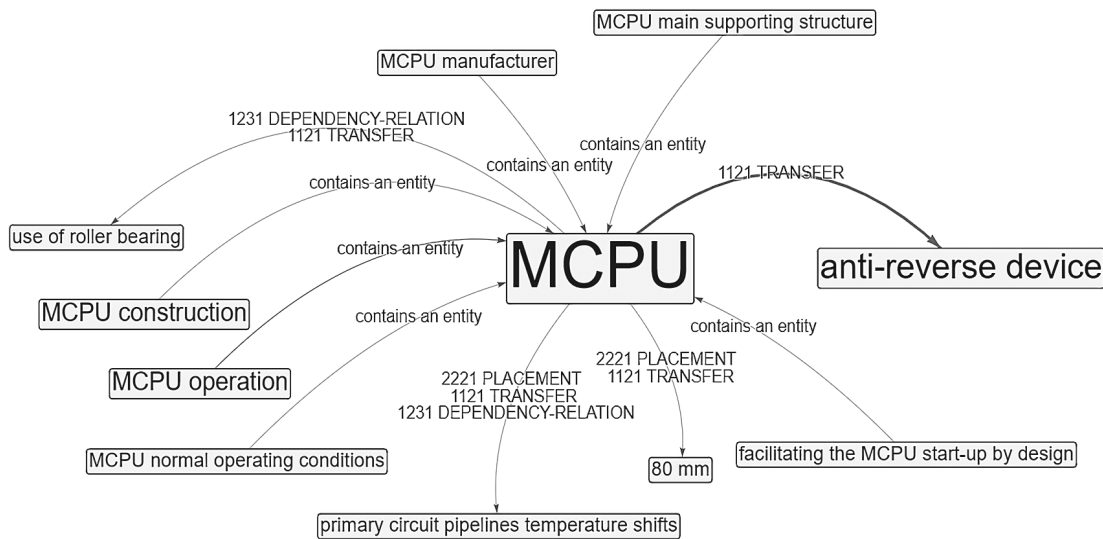 MCPU main supporting structure
MCPU manufacturer
1231 DEPENDENCY-RELATION
1121 TRANSFER
contains an entity
contains an entity
1121 TRANSFER
contains an entity
use of roller bearing
contains an entity
MCPU
anti-reverse device
MCPU construction
contains an entity
contains an entity
2221 PLACEMENT
1121 TRANSFER
MCPU operation
2221 PLACEMENT
1121 TRANSFER
1231 DEPENDENCY-RELATION
MCPU normal operating conditions
80 mm
facilitating the MCPU start-up by design
primary circuit pipelines temperature shifts